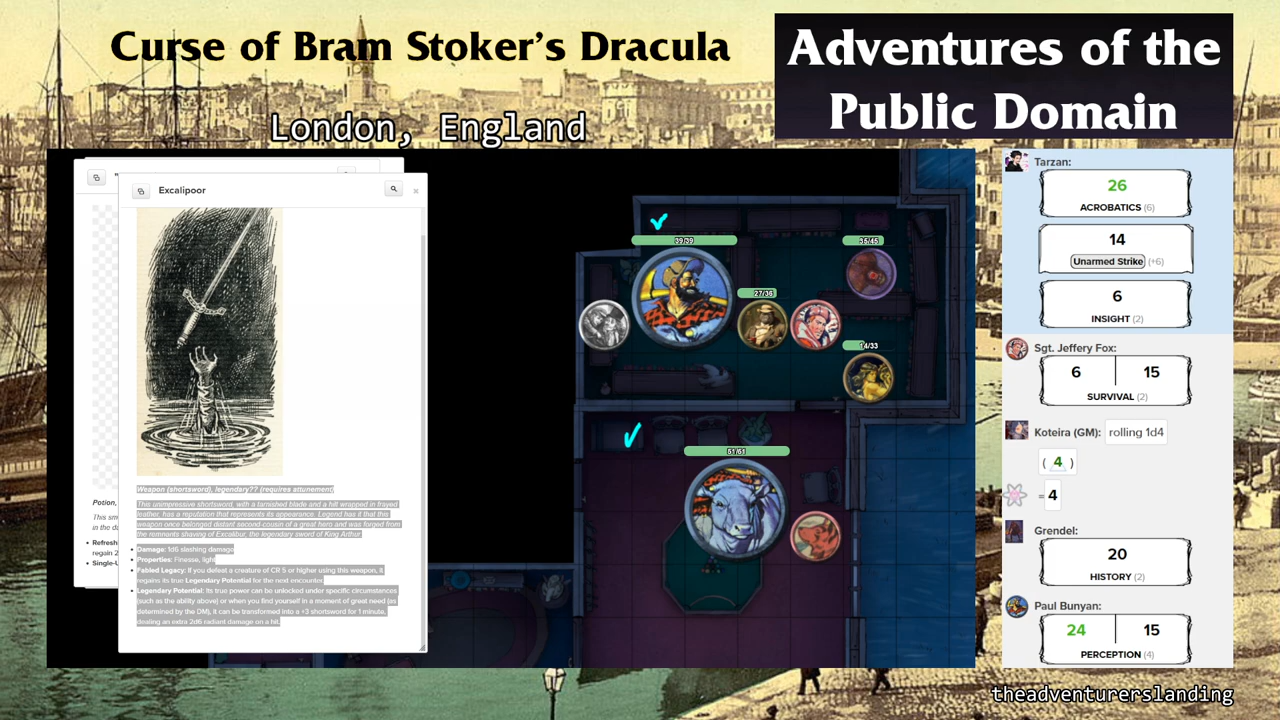 Curse of Bram Stoker's Dracula
London, England
Adventures of the
Public Domain
Excalipoor
Weapon (shortsword), legendary?? (requires attunement)
This unimpressive shortsword, with a tarnished blade and a hilt wrapped in frayed
leather, has a reputation that represents its appearance. Legend has it that the
weapon once belonged distant second-cousin of a great hero and was forged from
the remnants shaving of Excalibur, the legendary sword of King Arthur.
Damage: 1d6 slashing damage
Properties: Finesse, light
Fabled Legacy: If you defeat a creature of CR 5 or higher using this weapon, it
regains its true Legendary Potential for the next encounter.
Legendary Potential: Its true power can be unlocked under specific circumstances
(such as the ability above) or when you find yourself in a moment of great need (as
determined by the DM), it can be transformed into a +3 shortsword for 1 minute,
dealing an extra 2d6 radiant damage on a hit.
Potion,
This sm
in the do
Refresh
regain 2
Single-U
39/39
35/45
27/36
14/33
51/61
Tarzan:
26
ACROBATICS (6)
14
Unarmed Strike (+6)
6
INSIGHT (2)
Sgt. Jeffery Fox:
6 15
SURVIVAL (2)
Koteira (GM): rolling 1d4
( 4 )
= 4
Grendel:
20
HISTORY (2)
Paul Bunyan:
24 15
PERCEPTION (4)
theadventurerslanding